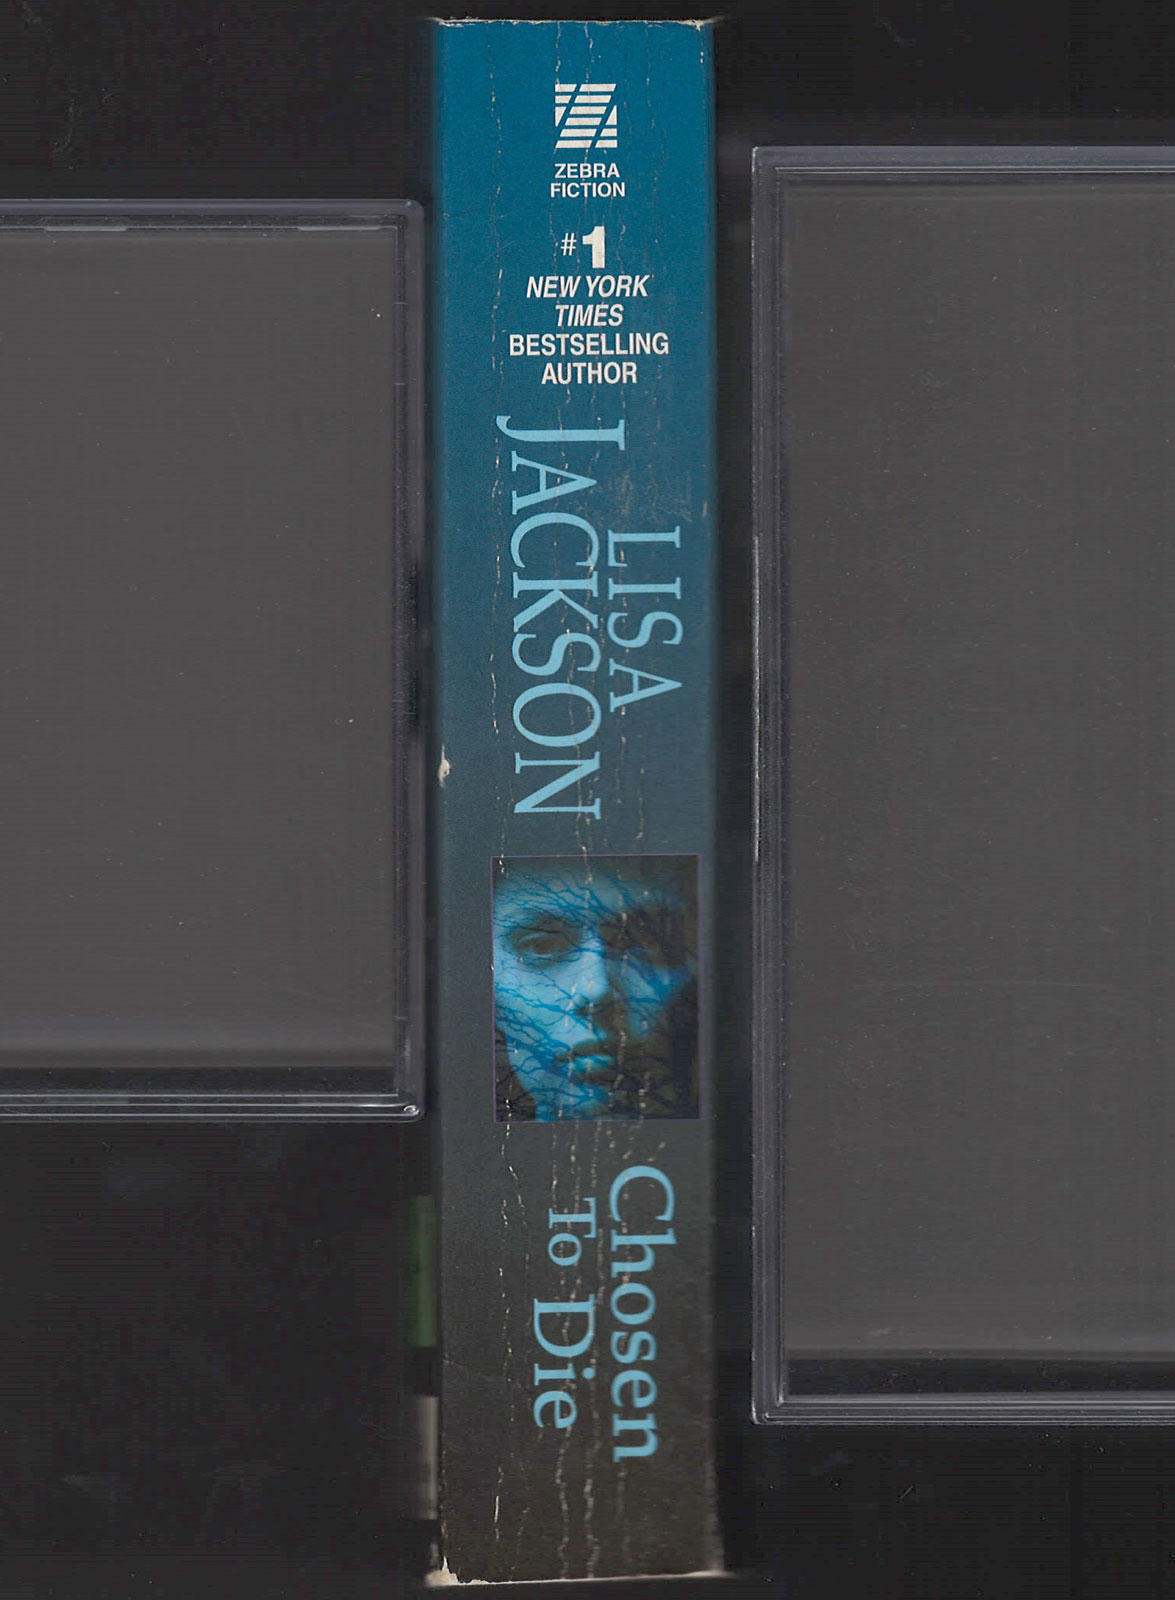 ZEBRA
FICTION
#1
NEW YORK
TIMES
BESTSELLING
AUTHOR
LISA
JACKSON
Chosen
To Die